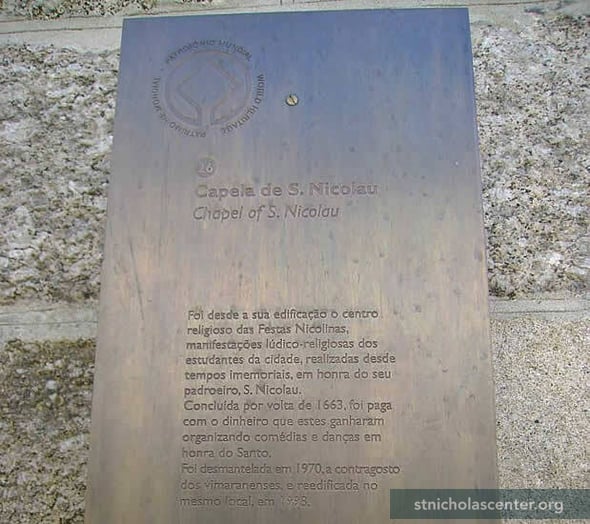 PATRIMÓNIO MUNDIAL · WORLD HERITAGE · PATRIMOINE MONDIAL ·
26
Capela de S. Nicolau
Chapel of S. Nicolau
Foi desde a sua edificação o centro
religioso das Festas Nicolinas,
manifestações lúdico-religiosas dos
estudantes da cidade, realizadas desde
tempos imemoriais, em honra do seu
padroeiro, S. Nicolau.
Concluída por volta de 1663, foi paga
com o dinheiro que estes ganharam
organizando comédias e danças em
honra do Santo.
Foi desmantelada em 1970, a contragosto
dos vimaranenses, e reedificada no
mesmo local, em 1998.
stnicholascenter.org